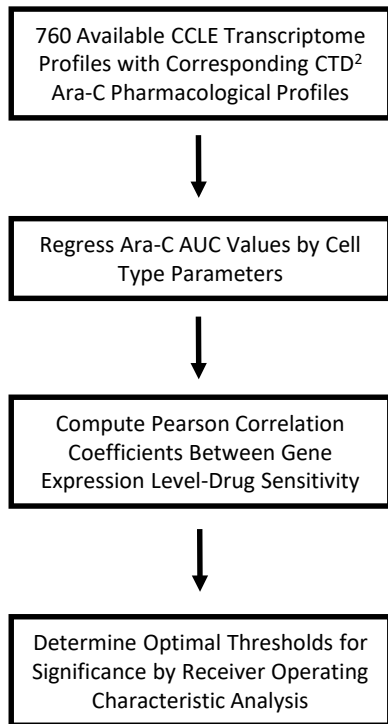 760 Available CCLE Transcriptome
Profiles with Corresponding CTD²
Ara-C Pharmacological Profiles
Regress Ara-C AUC Values by Cell
Type Parameters
Compute Pearson Correlation
Coefficients Between Gene
Expression Level-Drug Sensitivity
Determine Optimal Thresholds for
Significance by Receiver Operating
Characteristic Analysis